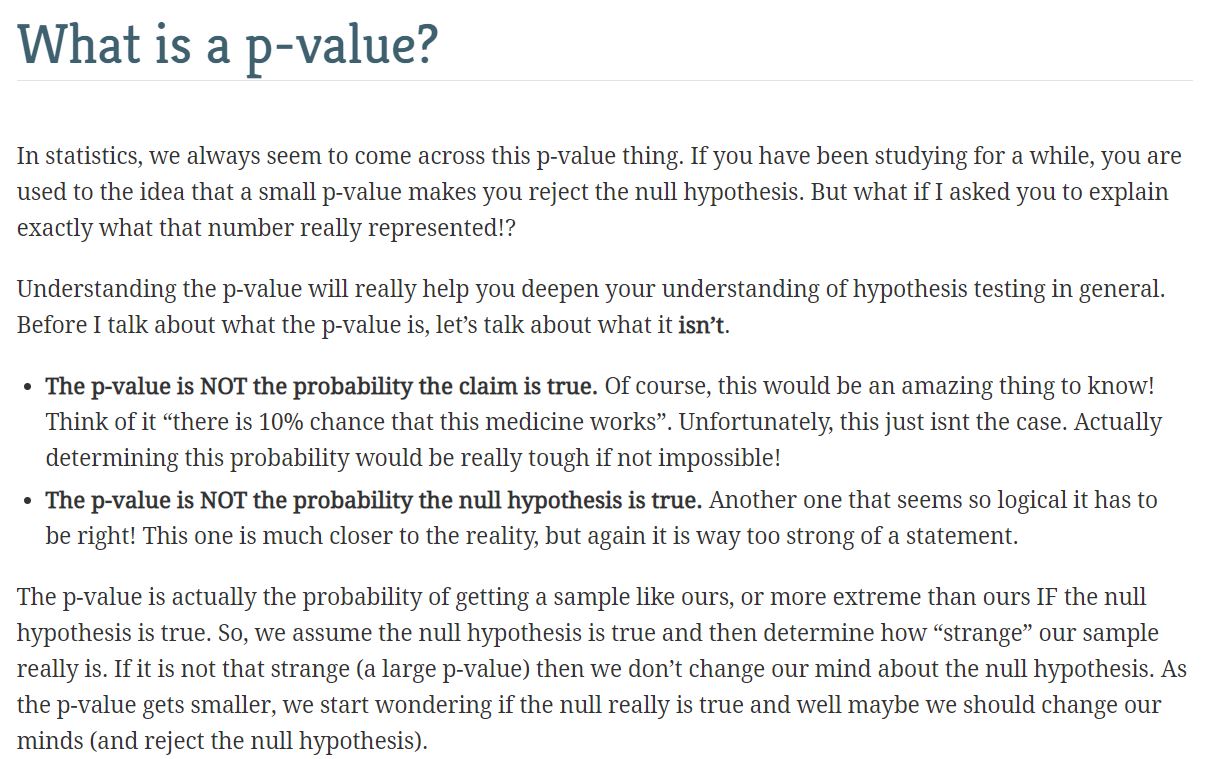 What is a p-value?
In statistics, we always seem to come across this p-value thing. If you have been studying for a while, you are
used to the idea that a small p-value makes you reject the null hypothesis. But what if I asked you to explain
exactly what that number really represented!?
Understanding the p-value will really help you deepen your understanding of hypothesis testing in general.
Before I talk about what the p-value is, let’s talk about what it isn’t.
• The p-value is NOT the probability the claim is true. Of course, this would be an amazing thing to know!
Think of it “there is 10% chance that this medicine works”. Unfortunately, this just isnt the case. Actually
determining this probability would be really tough if not impossible!
• The p-value is NOT the probability the null hypothesis is true. Another one that seems so logical it has to
be right! This one is much closer to the reality, but again it is way too strong of a statement.
The p-value is actually the probability of getting a sample like ours, or more extreme than ours IF the null
hypothesis is true. So, we assume the null hypothesis is true and then determine how “strange” our sample
really is. If it is not that strange (a large p-value) then we don’t change our mind about the null hypothesis. As
the p-value gets smaller, we start wondering if the null really is true and well maybe we should change our
minds (and reject the null hypothesis).